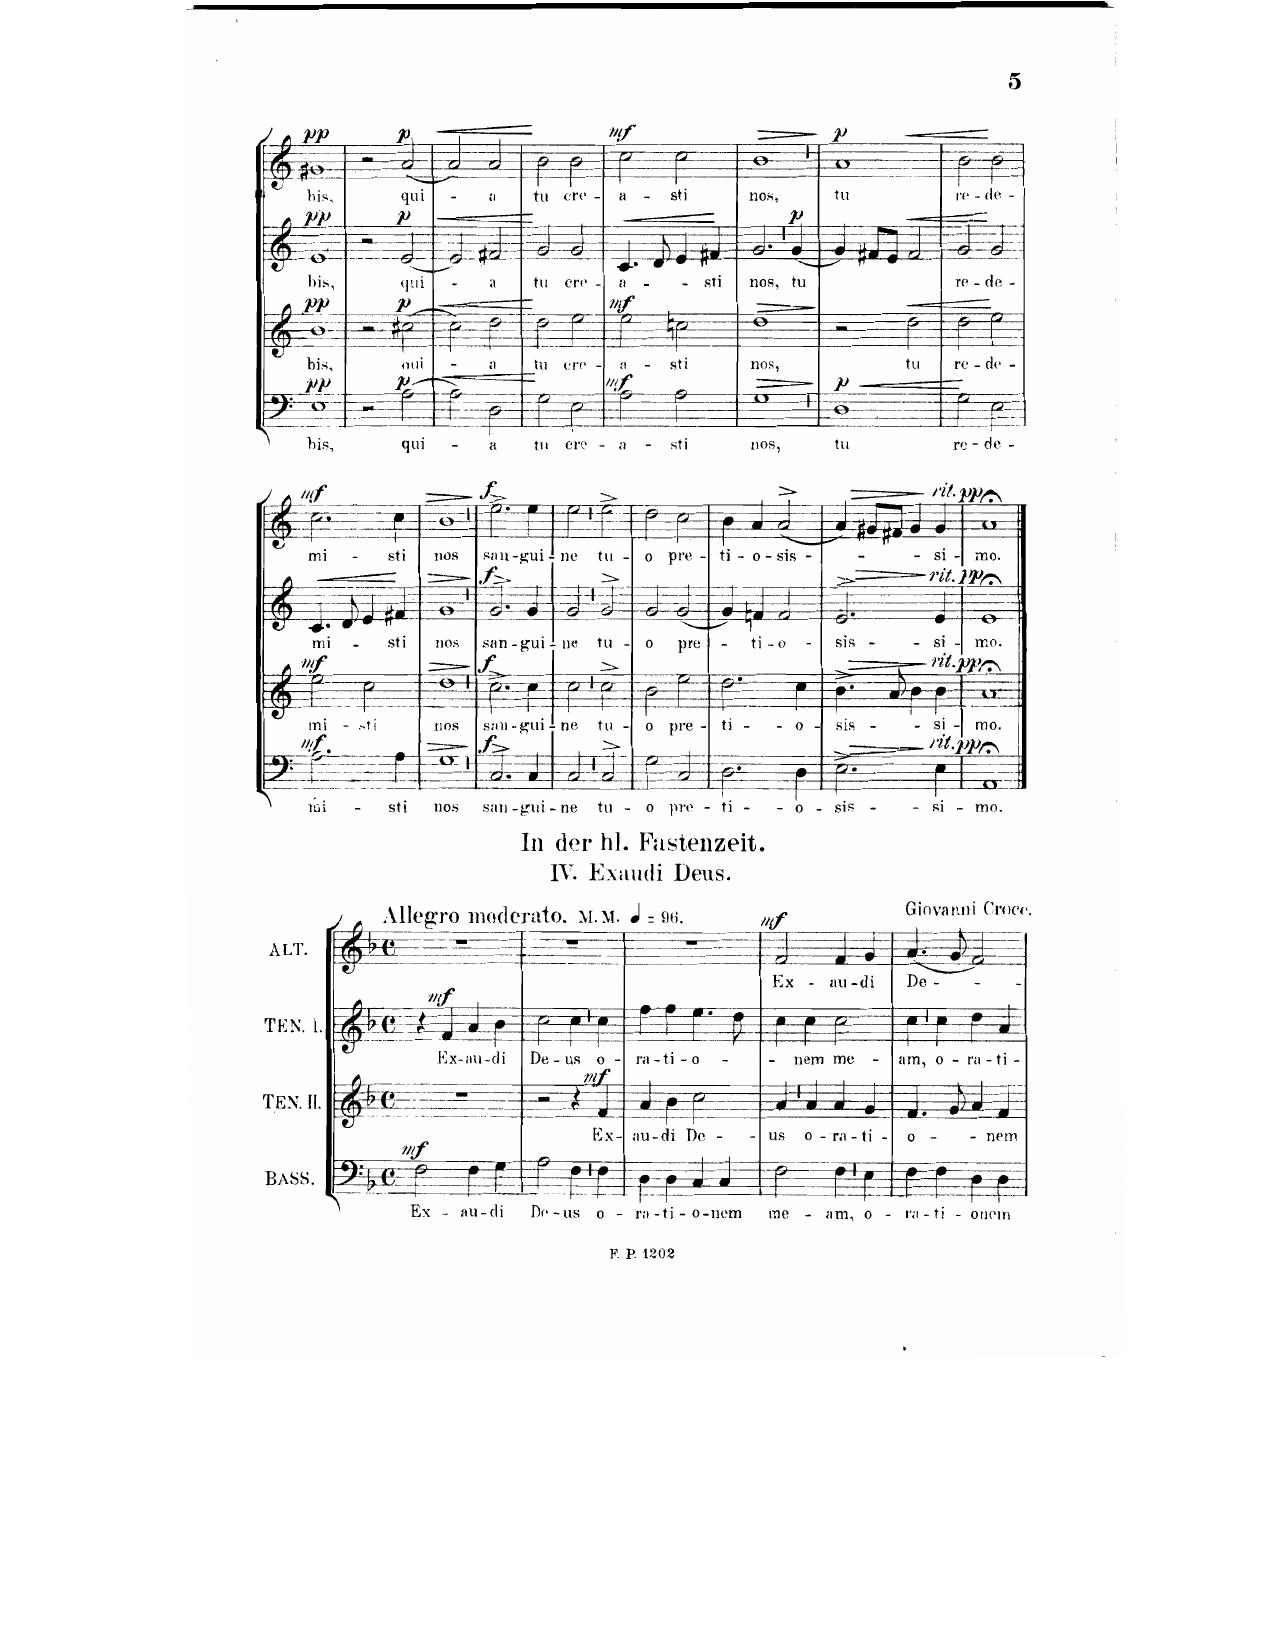 5
pp p mf p
bis, qui - a tu cre - a - sti nos, tu re - de -
pp p p
bis, qui - a tu cre - a - - sti nos, tu re - de -
pp p mf
bis, qui - a tu cre - a - sti nos, tu re - de -
pp p mf p
bis, qui - a tu cre - a - sti nos, tu re - de -
mf f rit. pp
mi - sti nos san - gui - ne tu - o pre - ti - o - sis - - - si - mo.
f rit. pp
mi - sti nos san - gui - ne tu - o pre - ti - o - sis - - si - mo.
mf f rit. pp
mi - sti nos san - gui - ne tu - o pre - ti - o - sis - - si - mo.
mf f rit. pp
mi - sti nos san - gui - ne tu - o pre - ti - o - sis - - si - mo.
In der hl. Fastenzeit.
IV. Exaudi Deus.
Allegro moderato. M. M. ♩ = 96.
Giovanni Croce.
mf
ALT.
Ex - au - di De - - -
mf
TEN. I.
Ex - au - di De - us o - ra - ti - o - - nem me - am, o - ra - ti -
mf
TEN. II.
Ex - au - di De - - us o - ra - ti - o - - nem
mf
BASS.
Ex - au - di De - us o - ra - ti - o - nem me - am, o - ra - ti - onem
F. P. 1202